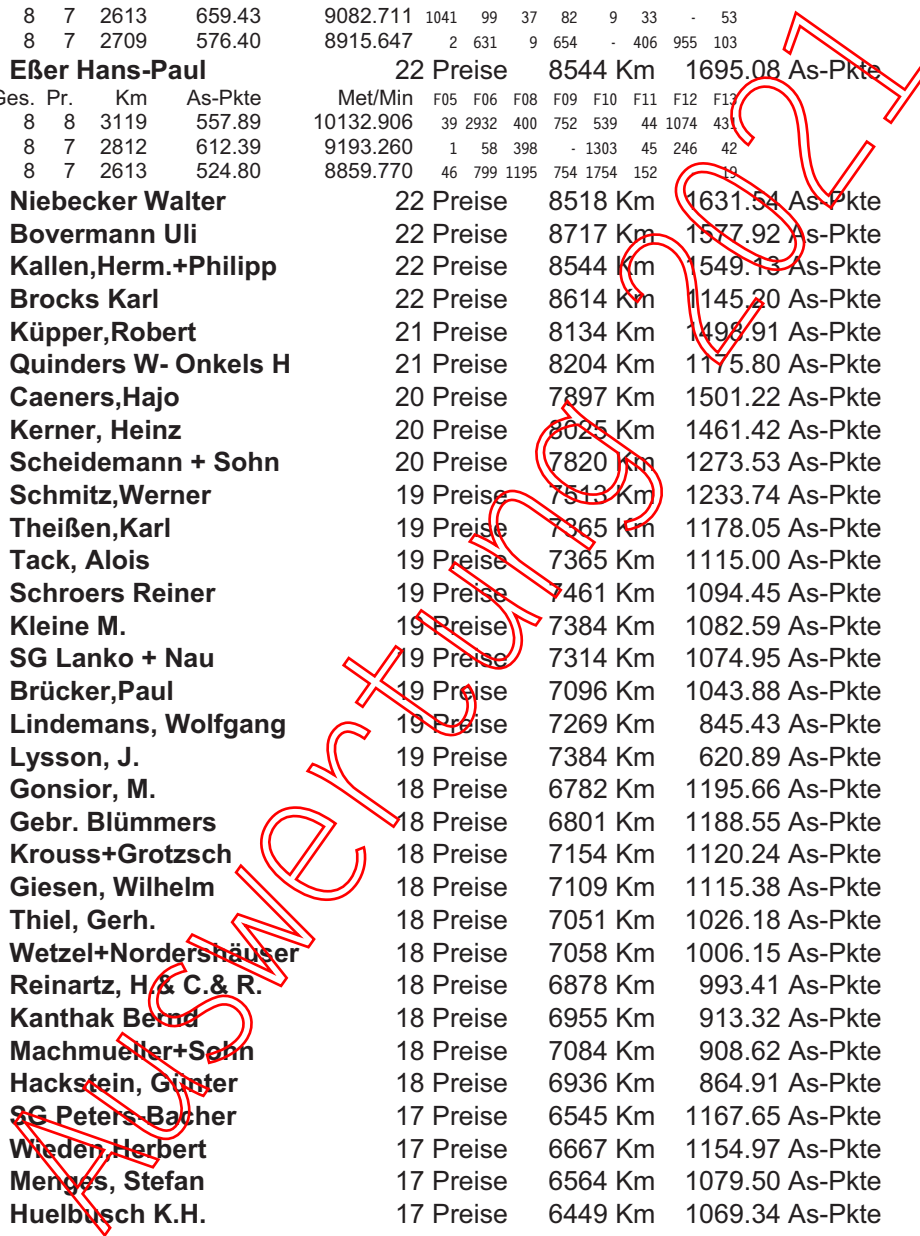 8 7 2613 659.43 9082.711 1041 99 37 82 9 33 - 53
8 7 2709 576.40 8915.647 2 631 9 654 - 406 955 103
Eßer Hans-Paul 22 Preise 8544 Km 1695.08 As-Pkte
Ges. Pr. Km As-Pkte Met/Min F05 F06 F08 F09 F10 F11 F12 F13
8 8 3119 557.89 10132.906 39 2932 400 752 539 44 1074 431
8 7 2812 612.39 9193.260 1 58 398 - 1303 45 246 42
8 7 2613 524.80 8859.770 46 799 1195 754 1754 152 19
Niebecker Walter 22 Preise 8518 Km 1631.54 As-Pkte
Bovermann Uli 22 Preise 8717 Km 1577.92 As-Pkte
Kallen,Herm.+Philipp 22 Preise 8544 Km 1549.13 As-Pkte
Brocks Karl 22 Preise 8614 Km 1145.20 As-Pkte
Küpper,Robert 21 Preise 8134 Km 1498.91 As-Pkte
Quinders W- Onkels H 21 Preise 8204 Km 1175.80 As-Pkte
Caeners,Hajo 20 Preise 7897 Km 1501.22 As-Pkte
Kerner, Heinz 20 Preise 8025 Km 1461.42 As-Pkte
Scheidemann + Sohn 20 Preise 7820 Km 1273.53 As-Pkte
Schmitz,Werner 19 Preise 7513 Km 1233.74 As-Pkte
Theißen,Karl 19 Preise 7365 Km 1178.05 As-Pkte
Tack, Alois 19 Preise 7365 Km 1115.00 As-Pkte
Schroers Reiner 19 Preise 7461 Km 1094.45 As-Pkte
Kleine M. 19 Preise 7384 Km 1082.59 As-Pkte
SG Lanko + Nau 19 Preise 7314 Km 1074.95 As-Pkte
Brücker,Paul 19 Preise 7096 Km 1043.88 As-Pkte
Lindemans, Wolfgang 19 Preise 7269 Km 845.43 As-Pkte
Lysson, J. 19 Preise 7384 Km 620.89 As-Pkte
Gonsior, M. 18 Preise 6782 Km 1195.66 As-Pkte
Gebr. Blümmers 18 Preise 6801 Km 1188.55 As-Pkte
Krouss+Grotzsch 18 Preise 7154 Km 1120.24 As-Pkte
Giesen, Wilhelm 18 Preise 7109 Km 1115.38 As-Pkte
Thiel, Gerh. 18 Preise 7051 Km 1026.18 As-Pkte
Wetzel+Nordershäuser 18 Preise 7058 Km 1006.15 As-Pkte
Reinartz, H.& C.& R. 18 Preise 6878 Km 993.41 As-Pkte
Kanthak Bernd 18 Preise 6955 Km 913.32 As-Pkte
Machmueller+Sohn 18 Preise 7084 Km 908.62 As-Pkte
Hackstein, Günter 18 Preise 6936 Km 864.91 As-Pkte
SG Peters-Bacher 17 Preise 6545 Km 1167.65 As-Pkte
Wieden,Herbert 17 Preise 6667 Km 1154.97 As-Pkte
Menges, Stefan 17 Preise 6564 Km 1079.50 As-Pkte
Huelbusch K.H. 17 Preise 6449 Km 1069.34 As-Pkte
Auswertung 2021